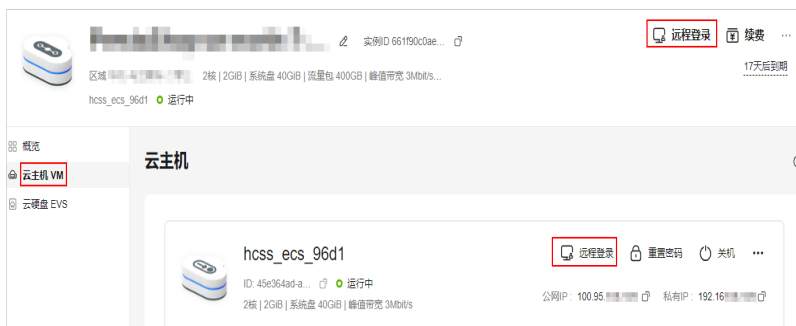 实例ID 661f90c0ae...
远程登录
续费
...
区域
2核 | 2GiB | 系统盘 40GiB | 流量包 400GB | 峰值带宽 3Mbit/s...
17天后到期
hcss_ecs_96d1 运行中
概览
云主机 VM
云硬盘 EVS
云主机
hcss_ecs_96d1
远程登录
重置密码
关机
...
ID: 45e364ad-a... 运行中
2核 | 2GiB | 系统盘 40GiB | 峰值带宽 3Mbit/s
公网IP: 100.95.
私有IP: 192.16